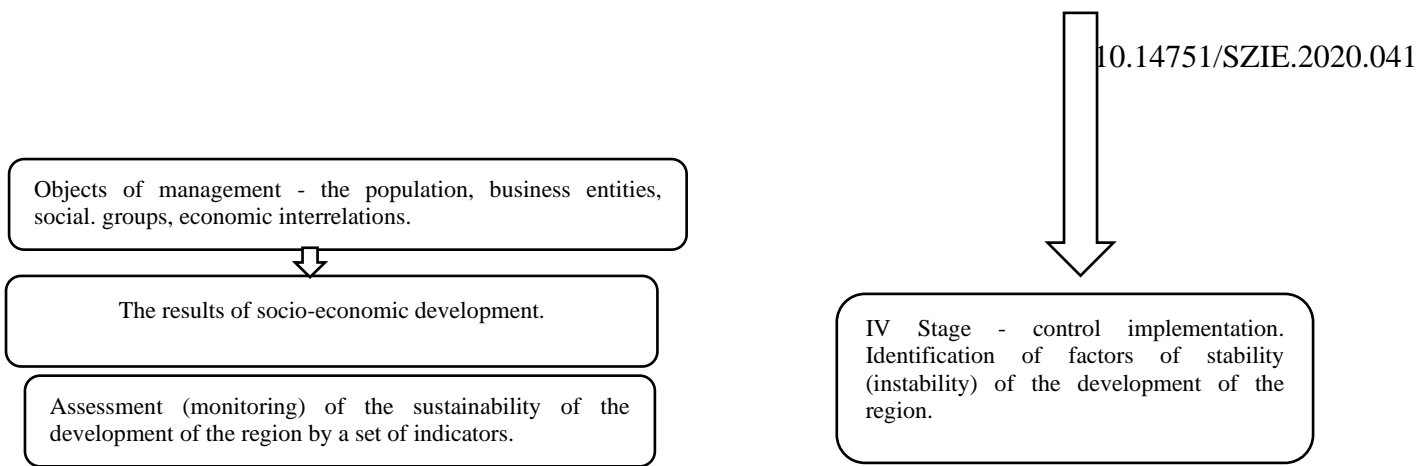 10.14751/SZIE.2020.041
Objects of management - the population, business entities,
social. groups, economic interrelations.
The results of socio-economic development.
Assessment (monitoring) of the sustainability of the
development of the region by a set of indicators.
IV Stage - control implementation.
Identification of factors of stability
(instability) of the development of the
region.